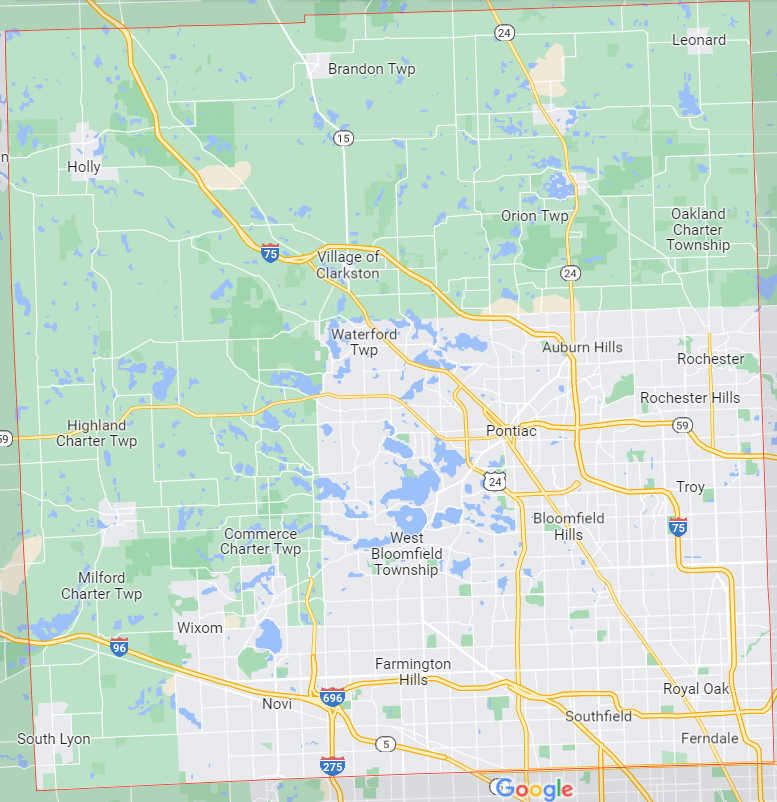 24
Leonard
Brandon Twp
15
n
Holly
Orion Twp
Oakland
Charter
Township
75
Village of
Clarkston
24
Waterford
Twp
Auburn Hills
Rochester
Rochester Hills
59
Highland
Charter Twp
Pontiac
59
24
Troy
Bloomfield
Hills
75
Commerce
Charter Twp
West
Bloomfield
Township
Milford
Charter Twp
Wixom
96
Farmington
Hills
696
Novi
Royal Oak
Southfield
South Lyon
5
Ferndale
275
Google